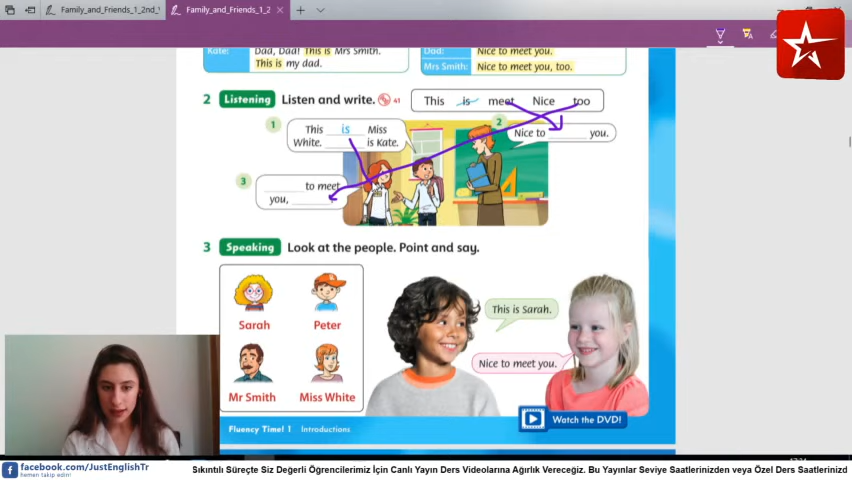 Family_and_Friends_1_2nd_
Family_and_Friends_1_2
Kate: Dad, Dad! This is Mrs Smith.
This is my dad.
Dad: Nice to meet you.
Mrs Smith: Nice to meet you, too.
2 Listening Listen and write. 41
This is meet Nice too
1
This is Miss
White. ______ is Kate.
2
Nice to ______ you.
3
______ to meet
you, ______.
3 Speaking Look at the people. Point and say.
Sarah Peter
Mr Smith Miss White
This is Sarah.
Nice to meet you.
Watch the DVD!
Fluency Time! 1 Introductions
facebook.com/JustEnglishTr
hemen takip edin!
Sıkıntılı Süreçte Siz Değerli Öğrencilerimiz İçin Canlı Yayın Ders Videolarına Ağırlık Vereceğiz. Bu Yayınlar Seviye Saatlerinizden veya Özel Ders Saatlerinizd